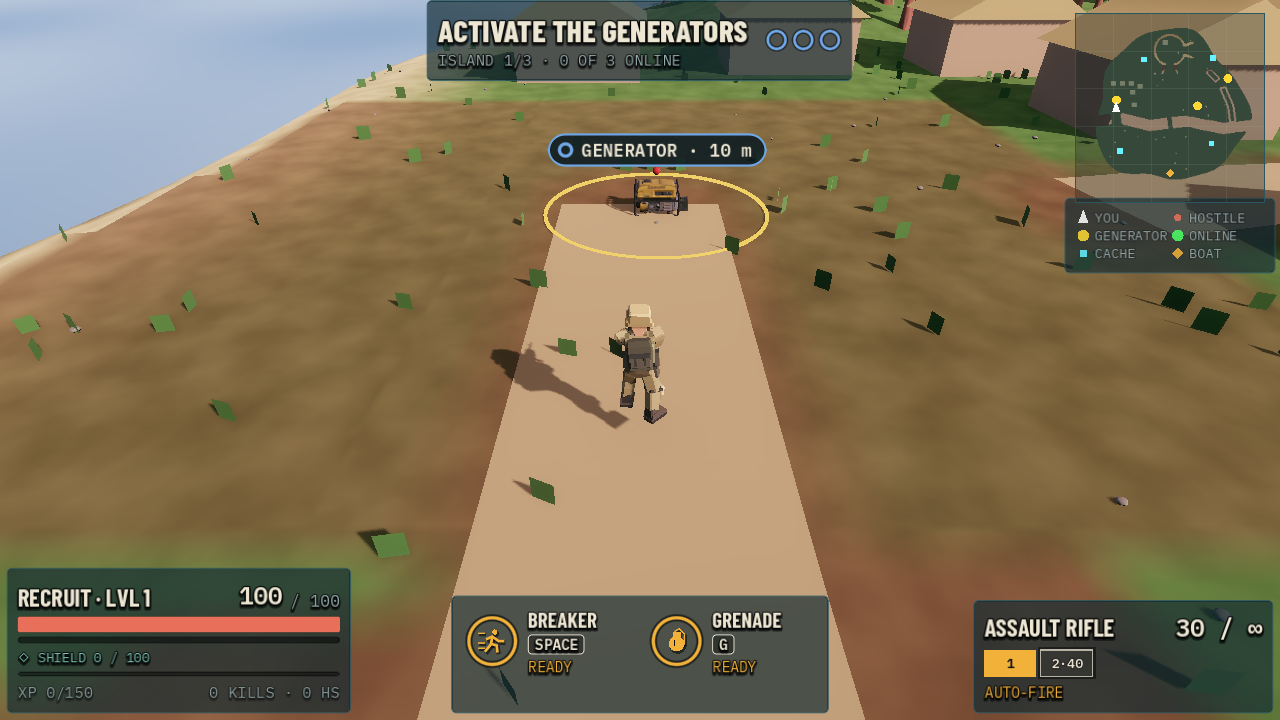 ACTIVATE THE GENERATORS
ISLAND 1/3 · 0 OF 3 ONLINE
GENERATOR · 10 m
YOU
HOSTILE
GENERATOR
ONLINE
CACHE
BOAT
RECRUIT · LVL 1
100 / 100
SHIELD 0 / 100
XP 0/150
0 KILLS · 0 HS
BREAKER
SPACE
READY
GRENADE
G
READY
ASSAULT RIFLE
30 / ∞
1
2·40
AUTO-FIRE